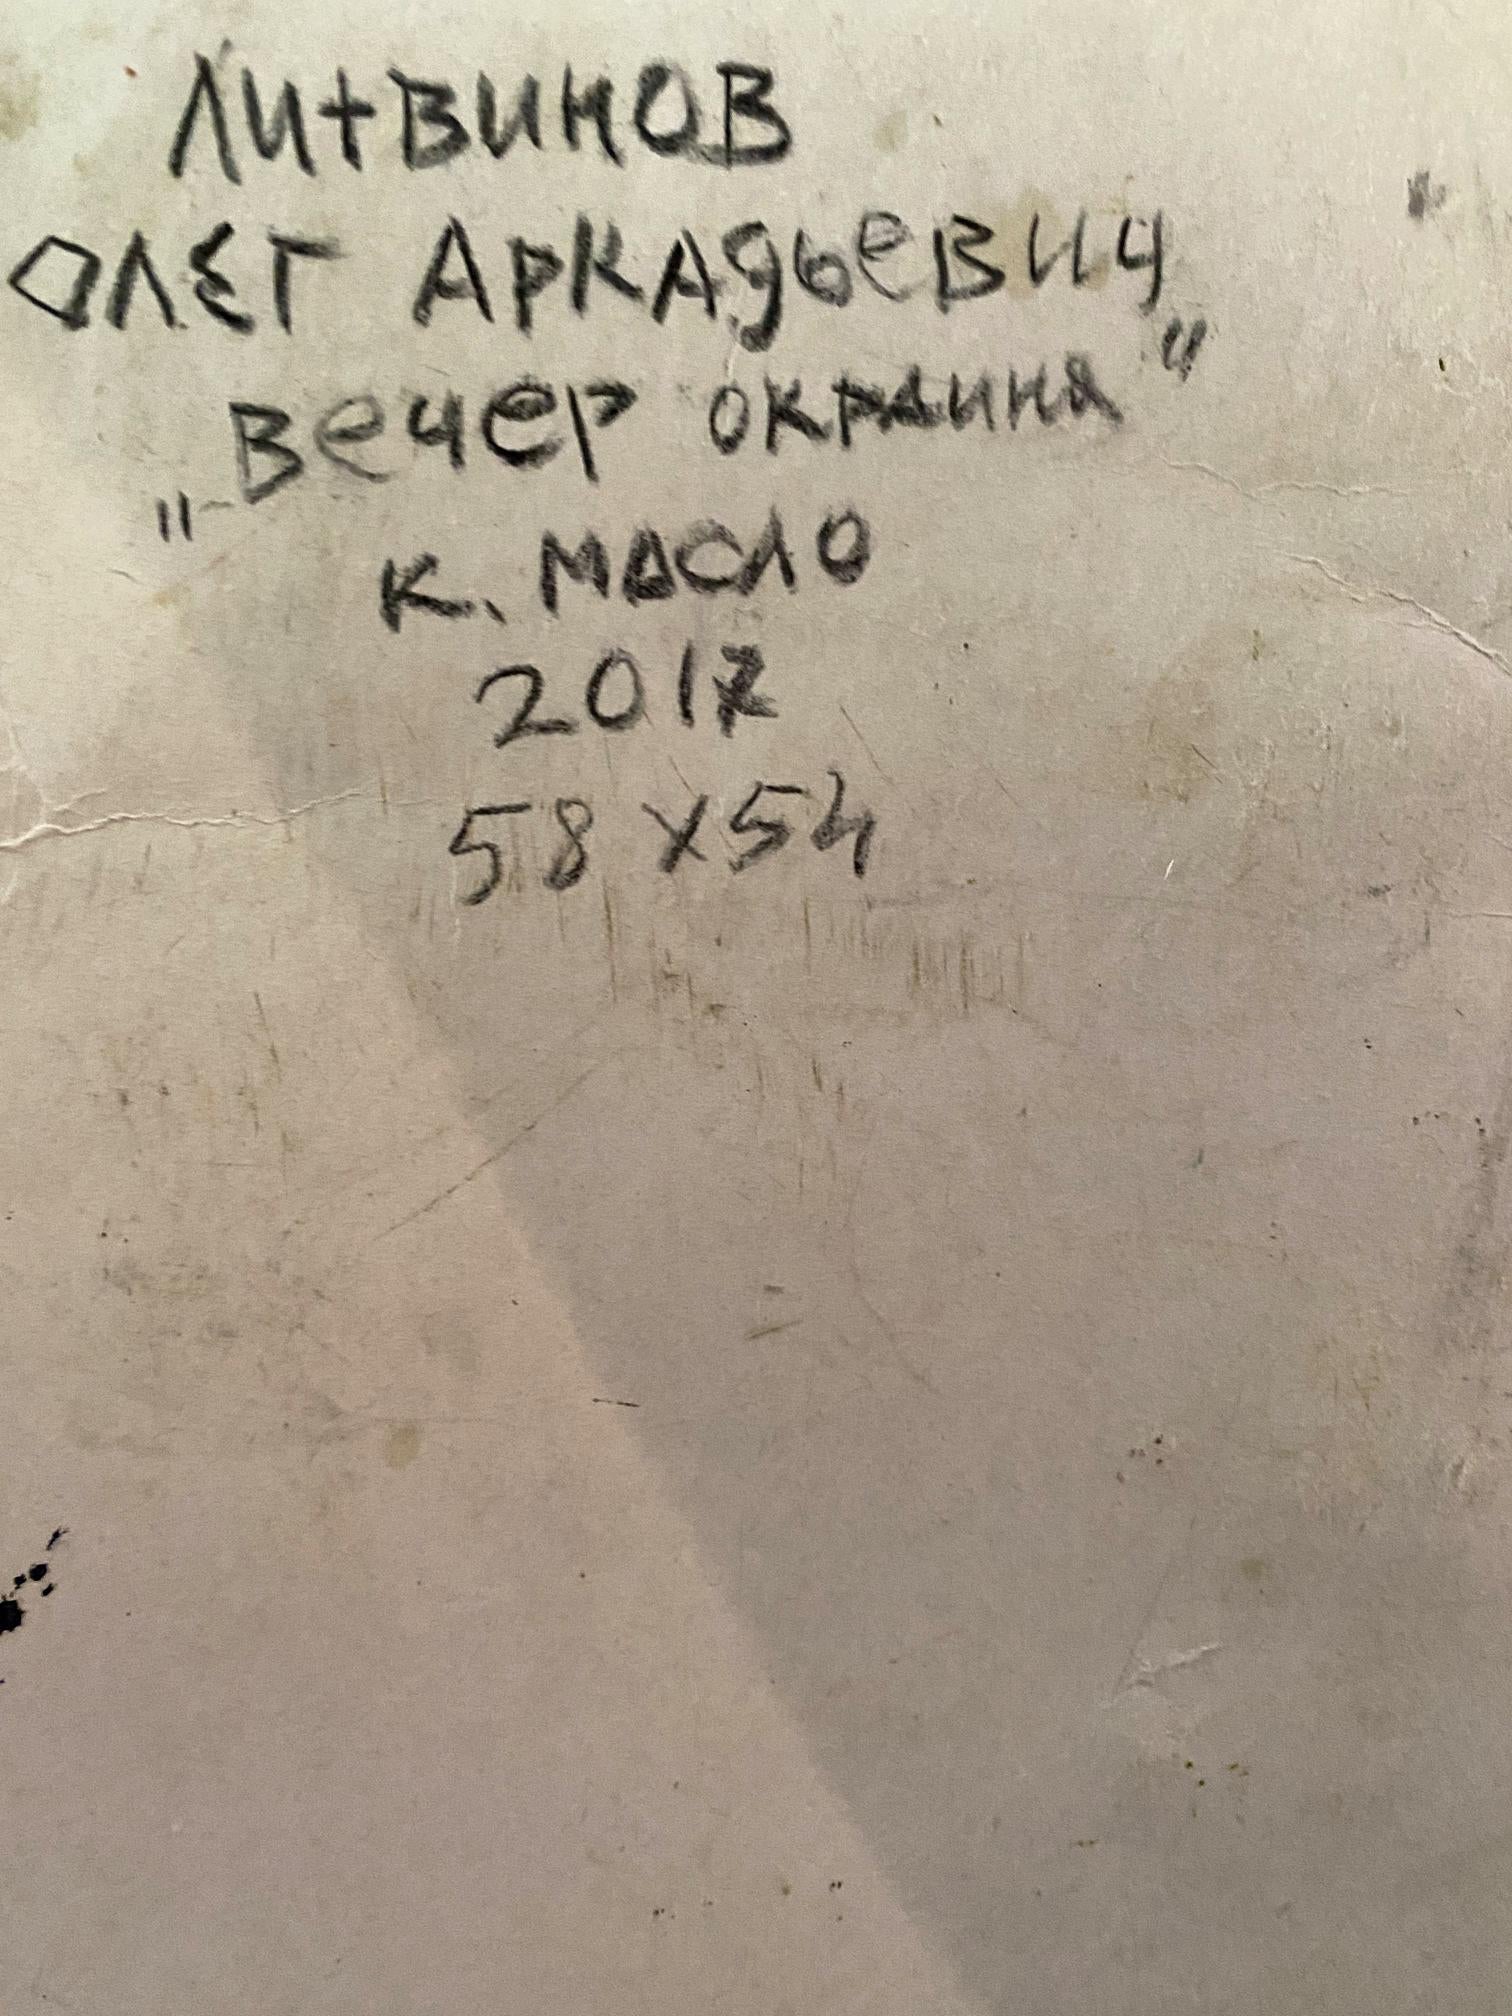 Литвинов
Олег Аркадьевич
"Вечер окраина"
к. масло
2017
58 x 54